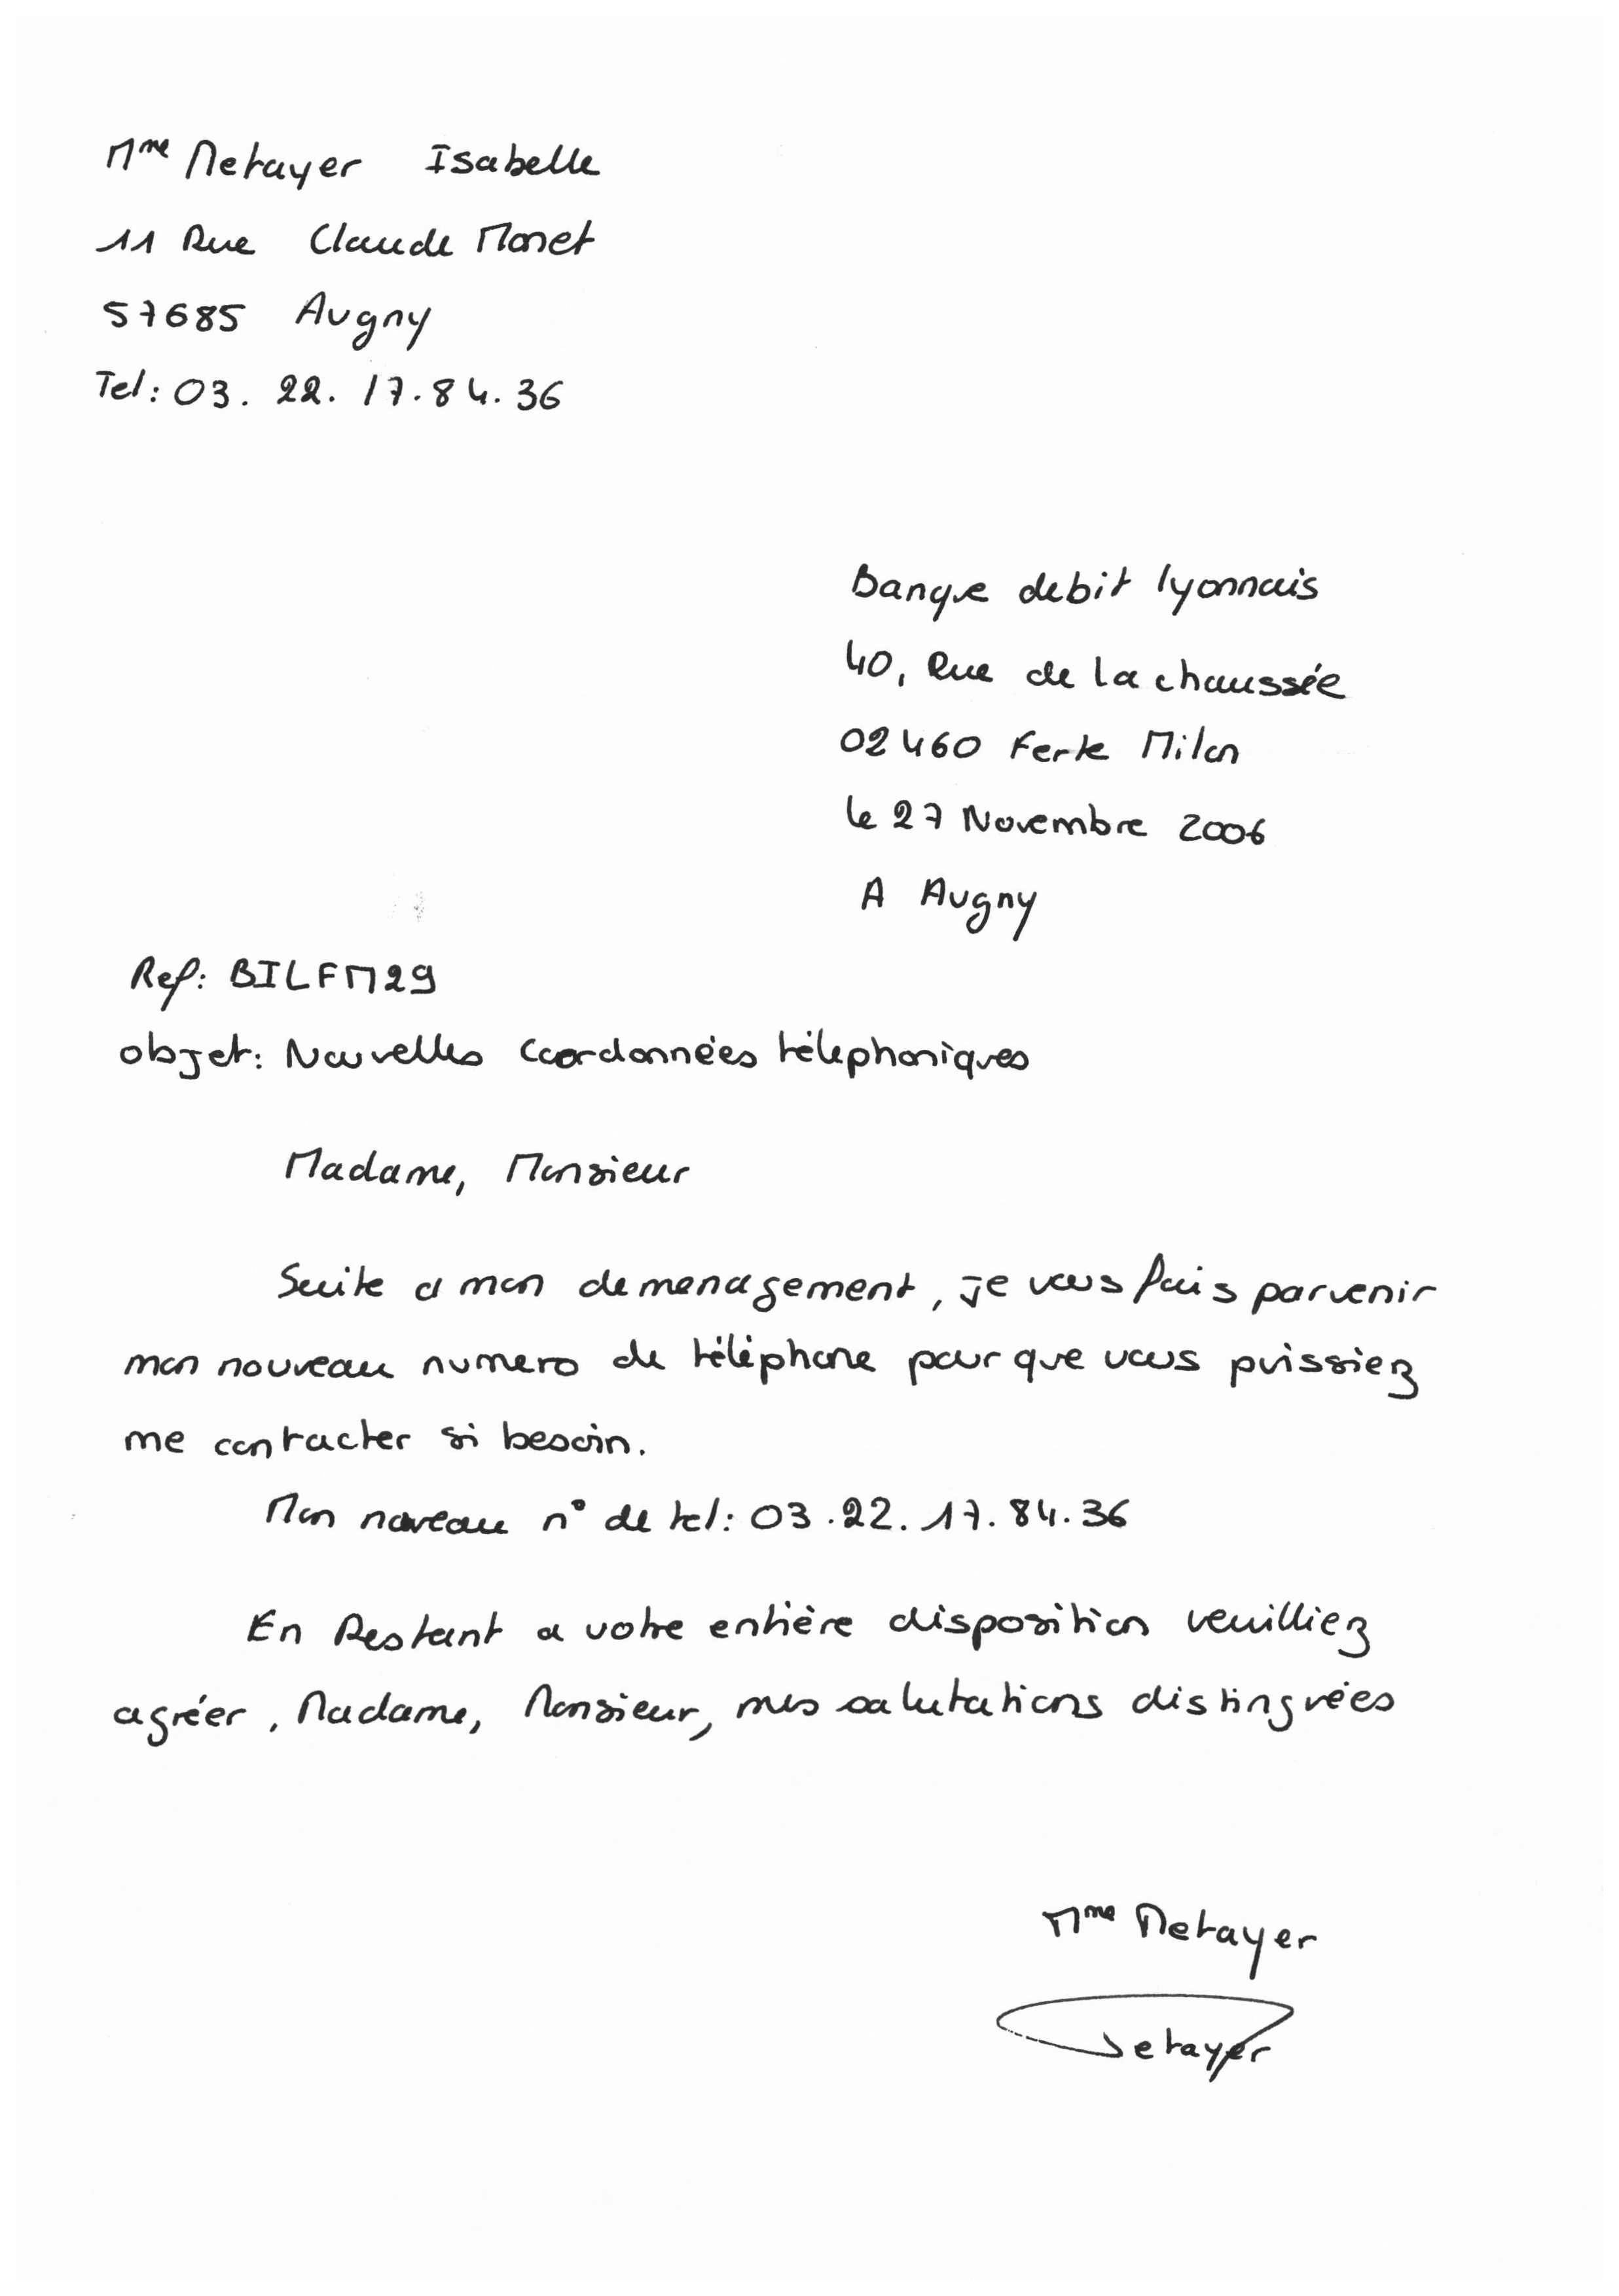 Mme Metayer Isabelle
11 Rue Claude Monet
57685 Augny
Tel: 03. 22. 17. 84. 36
Banque debit lyonnais
40, Rue de la chaussée
02460 Ferte Milon
le 27 Novembre 2006
A Augny
Ref: BILFM29
objet: Nouvelles Coordonnées téléphoniques
Madame, Monsieur
Suite a mon demenagement, je vous fais parvenir
mon nouveau numero de téléphone pour que vous puissiez
me contacter si besoin.
Mon nouveau n° de tel: 03.22.17.84.36
En Restant a votre entière disposition veuilliez
agréer, Madame, Monsieur, mes salutations distinguées
Mme Metayer
Metayer